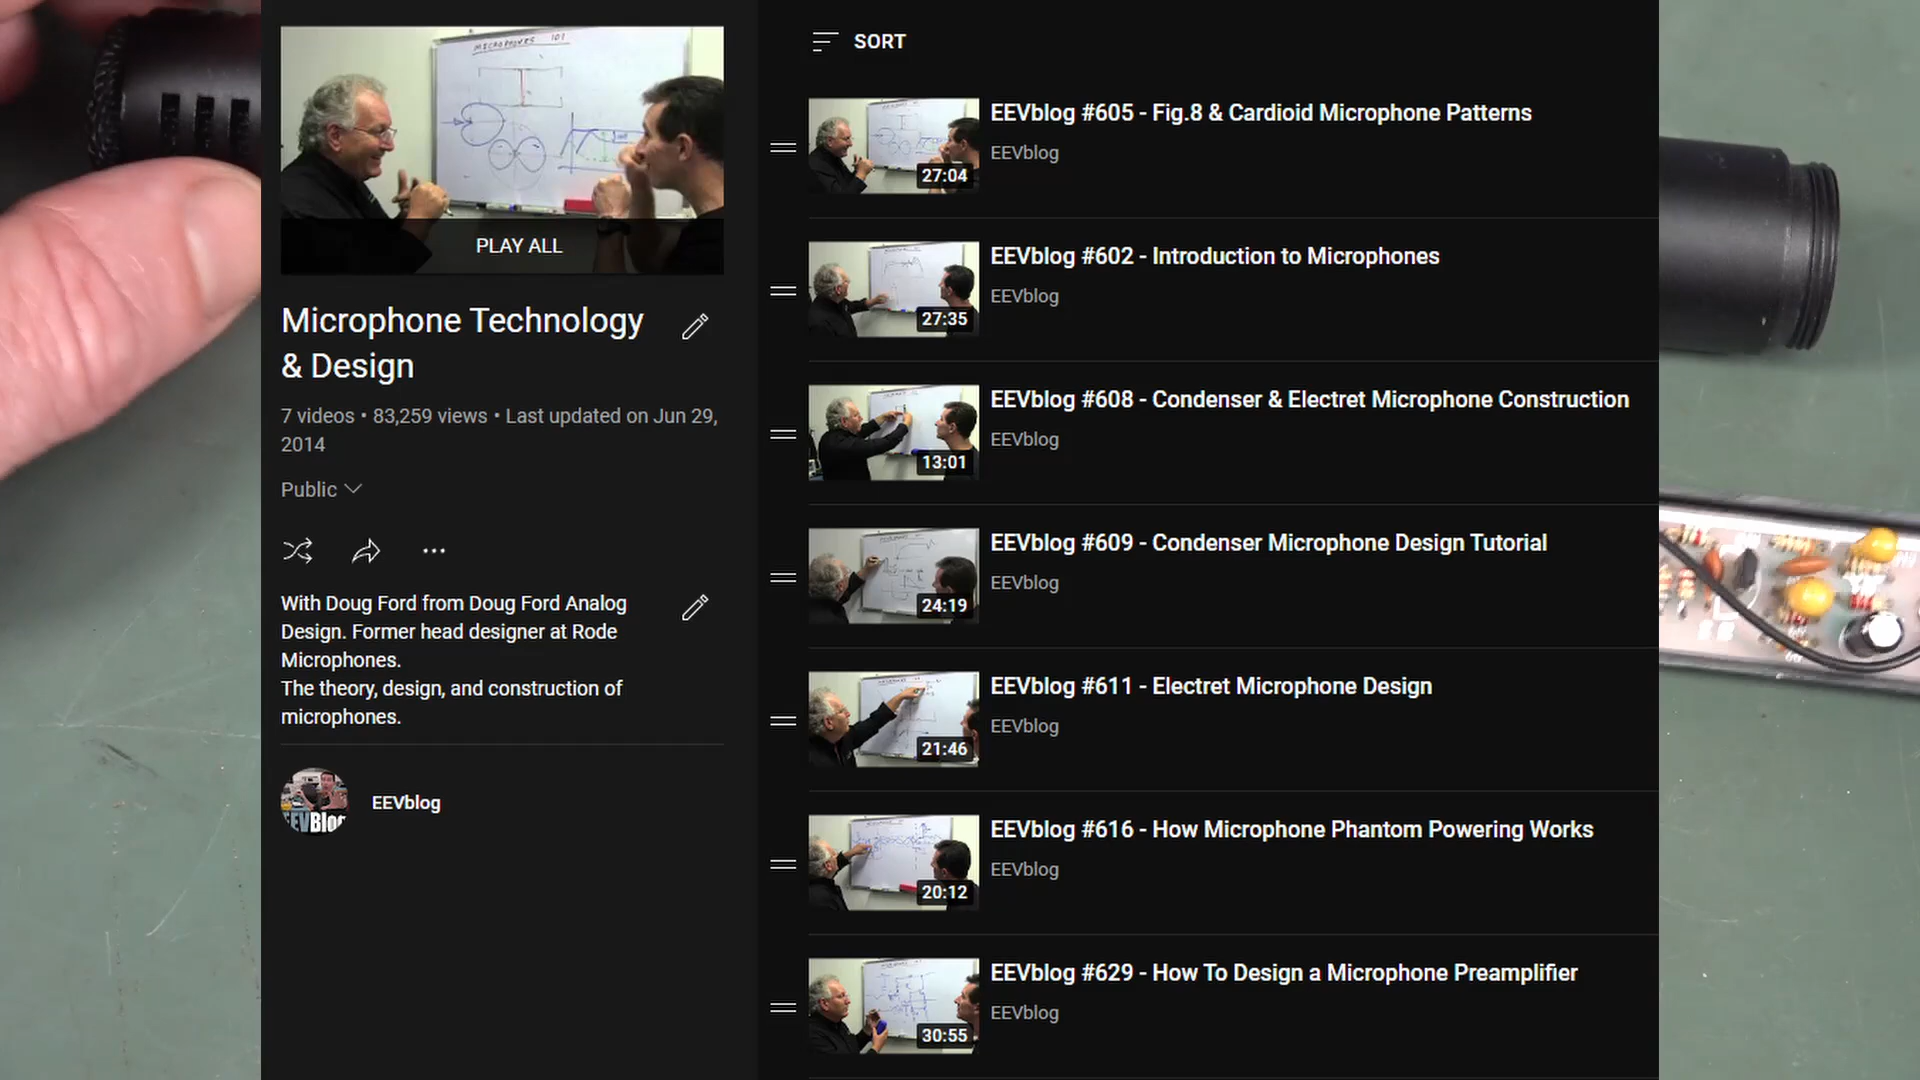 MICROPHONES 101
PLAY ALL
Microphone Technology
& Design
7 videos • 83,259 views • Last updated on Jun 29,
2014
Public
With Doug Ford from Doug Ford Analog
Design. Former head designer at Rode
Microphones.
The theory, design, and construction of
microphones.
EEVBlog
EEVblog
SORT
EEVblog #605 - Fig.8 & Cardioid Microphone Patterns
EEVblog
27:04
EEVblog #602 - Introduction to Microphones
EEVblog
27:35
EEVblog #608 - Condenser & Electret Microphone Construction
EEVblog
13:01
EEVblog #609 - Condenser Microphone Design Tutorial
EEVblog
24:19
EEVblog #611 - Electret Microphone Design
EEVblog
21:46
EEVblog #616 - How Microphone Phantom Powering Works
EEVblog
20:12
EEVblog #629 - How To Design a Microphone Preamplifier
EEVblog
30:55